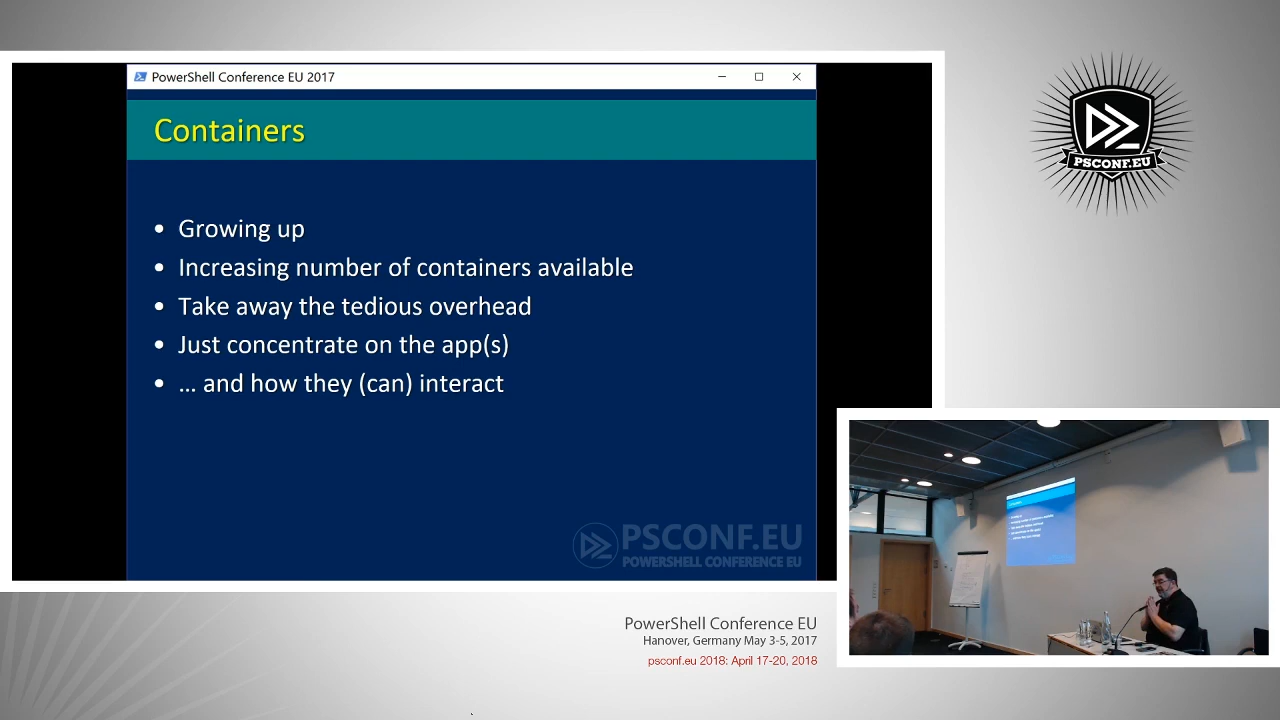 PowerShell Conference EU 2017
Containers
• Growing up
• Increasing number of containers available
• Take away the tedious overhead
• Just concentrate on the app(s)
• … and how they (can) interact
PSCONF.EU
POWERSHELL CONFERENCE EU
PSCONF.EU
PowerShell Conference EU
Hanover, Germany May 3-5, 2017
psconf.eu 2018: April 17-20, 2018